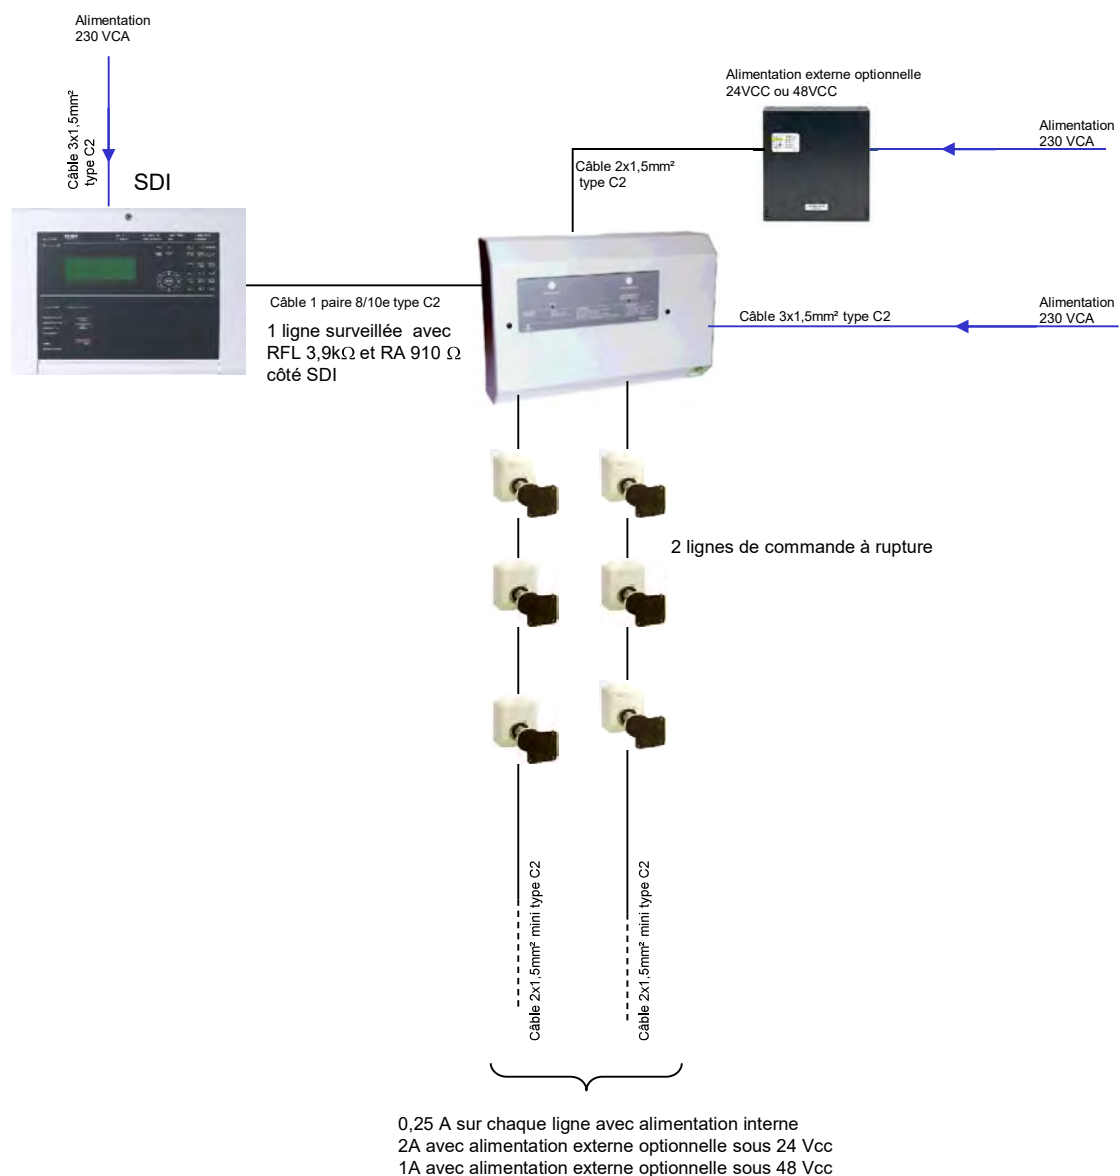 Alimentation
230 VCA
Câble 3x1,5mm²
type C2
SDI
Alimentation externe optionnelle
24VCC ou 48VCC
Alimentation
230 VCA
Câble 2x1,5mm²
type C2
Câble 1 paire 8/10e type C2
1 ligne surveillée avec
RFL 3,9kΩ et RA 910 Ω
côté SDI
Câble 3x1,5mm² type C2
Alimentation
230 VCA
2 lignes de commande à rupture
Câble 2x1,5mm² mini type C2
Câble 2x1,5mm² mini type C2
0,25 A sur chaque ligne avec alimentation interne
2A avec alimentation externe optionnelle sous 24 Vcc
1A avec alimentation externe optionnelle sous 48 Vcc